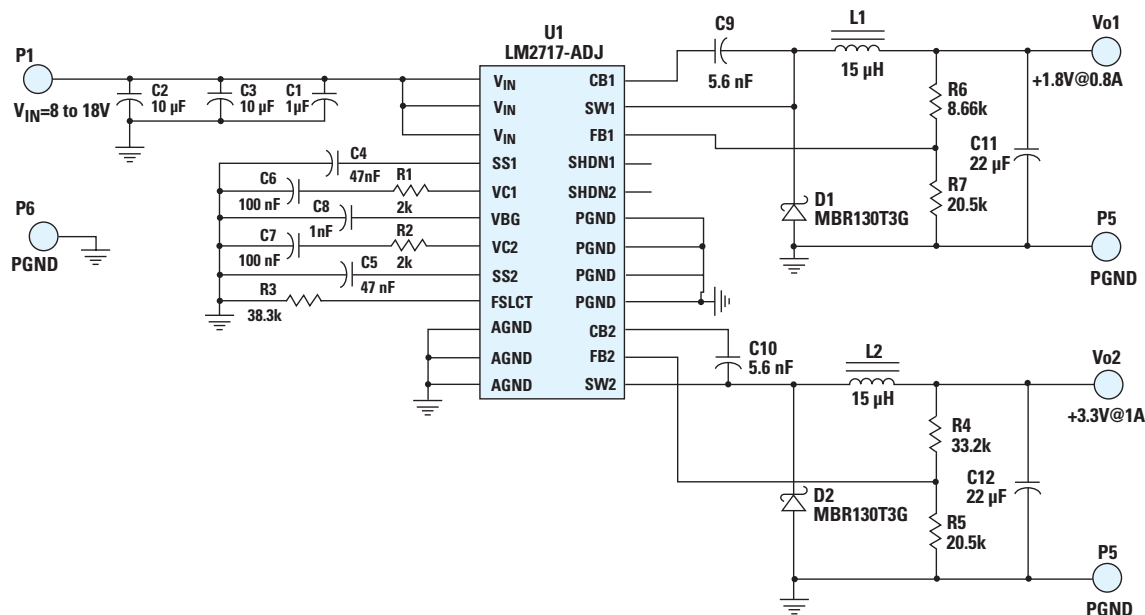 U1
LM2717-ADJ
P1
V_IN=8 to 18V
C2
10 µF
C3
10 µF
C1
1µF
C4
47nF
C6
100 nF
R1
2k
C8
1nF
C7
100 nF
R2
2k
C5
47 nF
R3
38.3k
P6
PGND
V_IN
V_IN
V_IN
SS1
VC1
VBG
VC2
SS2
FSLCT
AGND
AGND
AGND
CB1
SW1
FB1
SHDN1
SHDN2
PGND
PGND
PGND
PGND
CB2
FB2
SW2
C9
5.6 nF
L1
15 µH
Vo1
+1.8V@0.8A
R6
8.66k
C11
22 µF
R7
20.5k
D1
MBR130T3G
P5
PGND
C10
5.6 nF
L2
15 µH
Vo2
+3.3V@1A
R4
33.2k
C12
22 µF
D2
MBR130T3G
R5
20.5k
P5
PGND